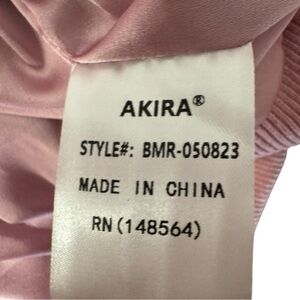 AKIRA®
STYLE#: BMR-050823
MADE IN CHINA
RN (148564)